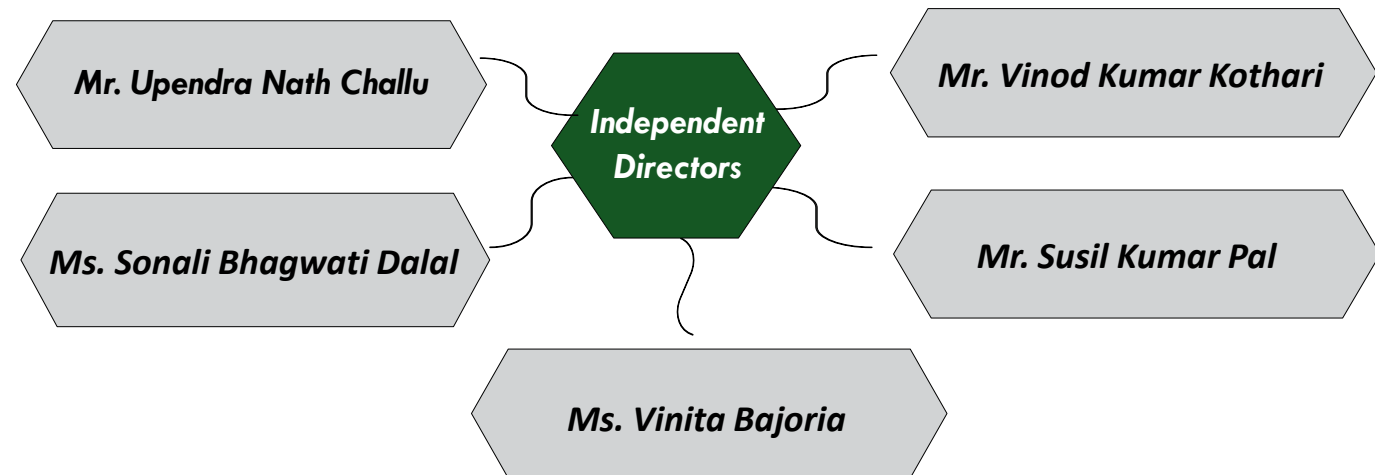 Mr. Upendra Nath Challu
Independent
Directors
Mr. Vinod Kumar Kothari
Ms. Sonali Bhagwati Dalal
Mr. Susil Kumar Pal
Ms. Vinita Bajoria